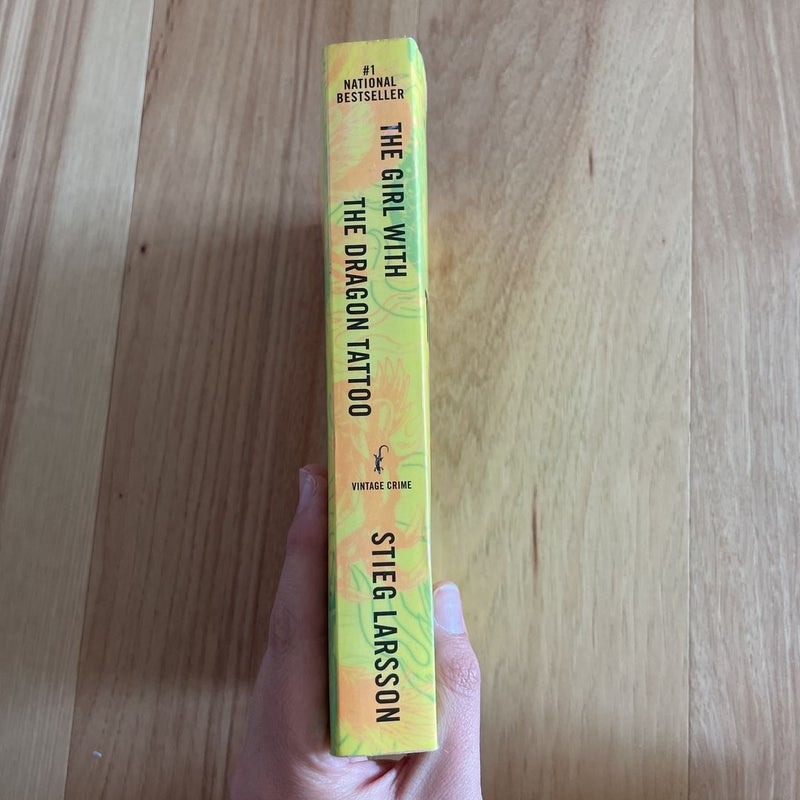 #1
NATIONAL
BESTSELLER
THE GIRL WITH
THE DRAGON TATTOO
VINTAGE CRIME
STIEG LARSSON